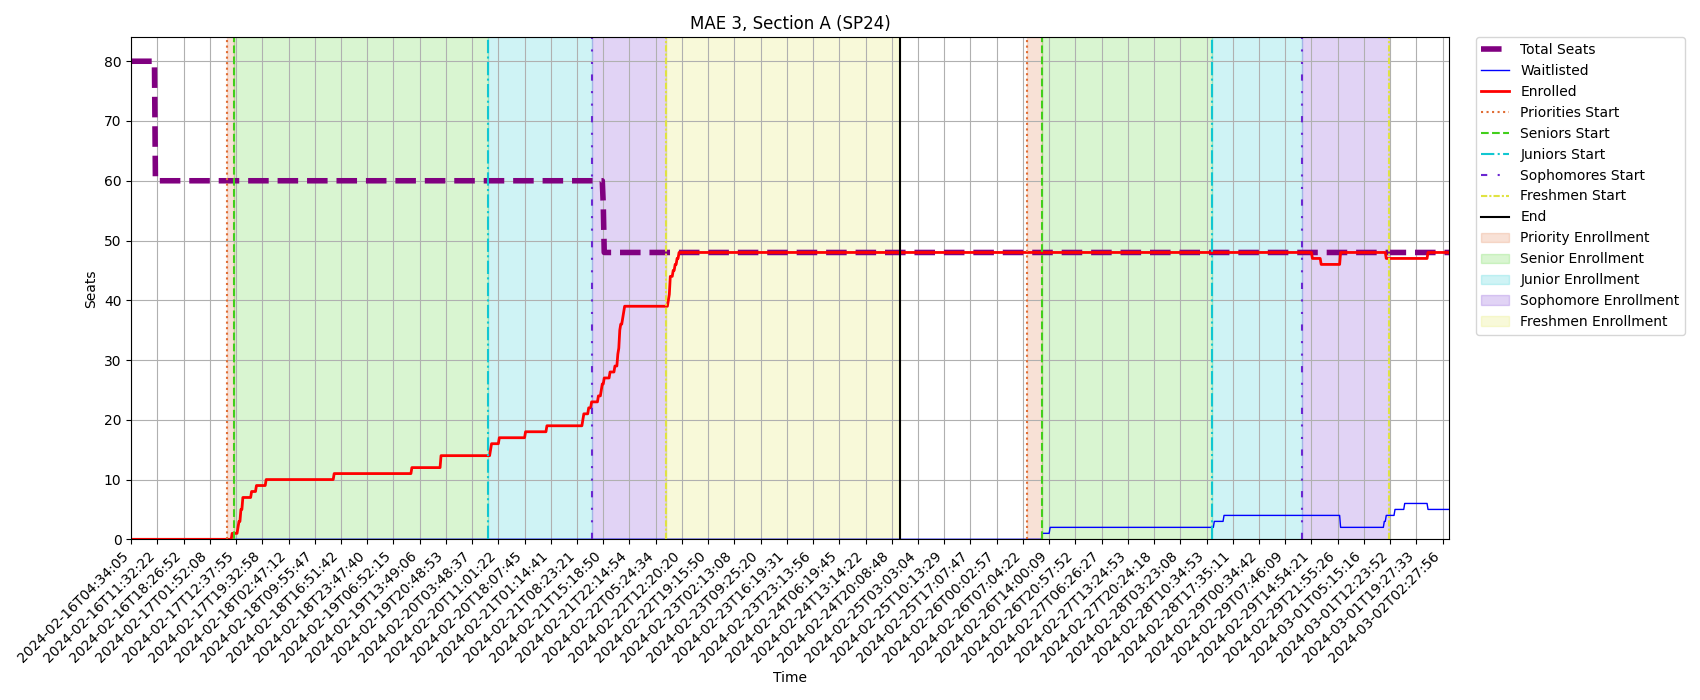 MAE 3, Section A (SP24)
Seats
80
70
60
50
40
30
20
10
0
2024-02-16T04:34:05
2024-02-16T11:32:22
2024-02-16T18:26:52
2024-02-17T01:52:08
2024-02-17T12:37:55
2024-02-17T19:32:58
2024-02-18T02:47:12
2024-02-18T09:55:47
2024-02-18T16:51:42
2024-02-18T23:47:40
2024-02-19T06:52:15
2024-02-19T13:49:06
2024-02-19T20:48:53
2024-02-20T03:48:37
2024-02-20T11:01:22
2024-02-20T18:07:45
2024-02-21T01:14:41
2024-02-21T08:23:21
2024-02-21T15:18:50
2024-02-21T22:14:54
2024-02-22T05:24:34
2024-02-22T12:20:20
2024-02-22T19:15:50
2024-02-23T02:13:08
2024-02-23T09:25:20
2024-02-23T16:19:31
2024-02-23T23:13:56
2024-02-24T06:19:45
2024-02-24T13:14:22
2024-02-24T20:08:48
2024-02-25T03:03:04
2024-02-25T10:13:29
2024-02-25T17:07:47
2024-02-26T00:02:57
2024-02-26T07:04:22
2024-02-26T14:00:09
2024-02-26T20:57:52
2024-02-27T06:26:27
2024-02-27T13:24:53
2024-02-27T20:24:18
2024-02-28T03:23:08
2024-02-28T10:34:53
2024-02-28T17:35:11
2024-02-29T00:34:42
2024-02-29T07:46:09
2024-02-29T14:54:21
2024-02-29T21:55:26
2024-03-01T05:15:16
2024-03-01T12:23:52
2024-03-01T19:27:33
2024-03-02T02:27:56
Time
Total Seats
Waitlisted
Enrolled
Priorities Start
Seniors Start
Juniors Start
Sophomores Start
Freshmen Start
End
Priority Enrollment
Senior Enrollment
Junior Enrollment
Sophomore Enrollment
Freshmen Enrollment